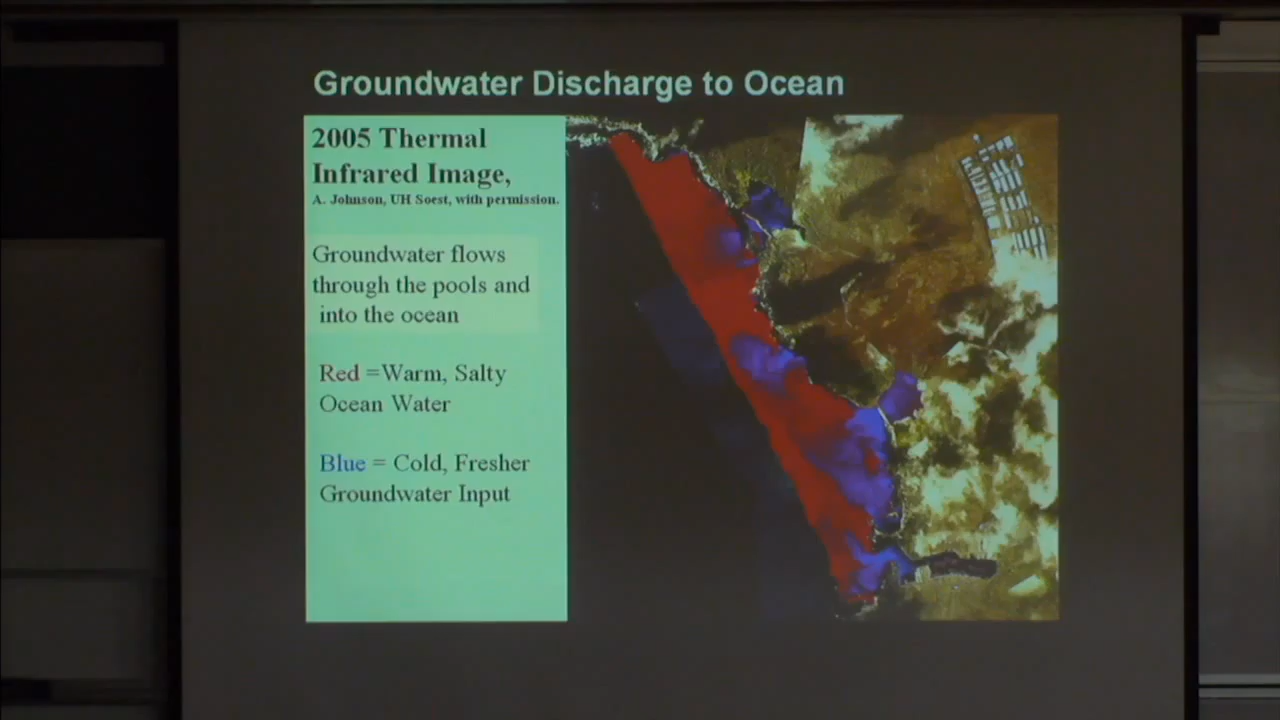 Groundwater Discharge to Ocean
2005 Thermal
Infrared Image,
A. Johnson, UH Soest, with permission.
Groundwater flows
through the pools and
into the ocean
Red =Warm, Salty
Ocean Water
Blue = Cold, Fresher
Groundwater Input